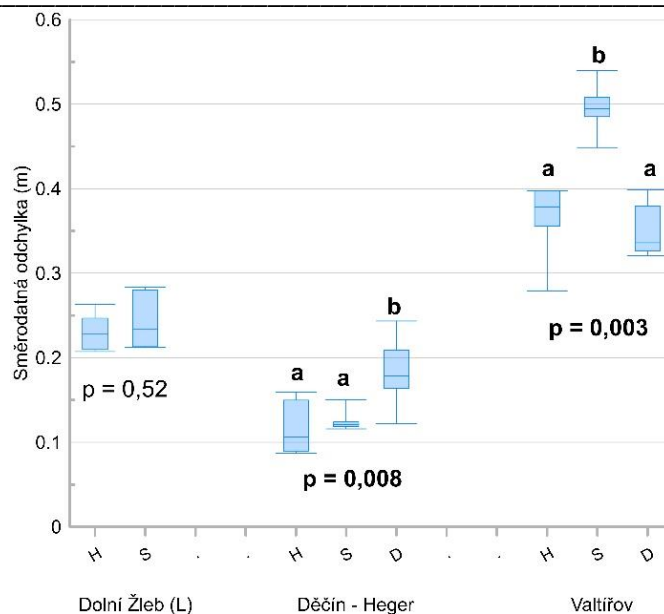 0.6
b
0.5
a
a
0.4
Směrodatná odchylka (m)
0.3
b
p = 0,003
0.2
a
a
p = 0,52
0.1
p = 0,008
0
H S . . H S D . . H S D
Dolní Žleb (L) Děčín - Heger Valtířov